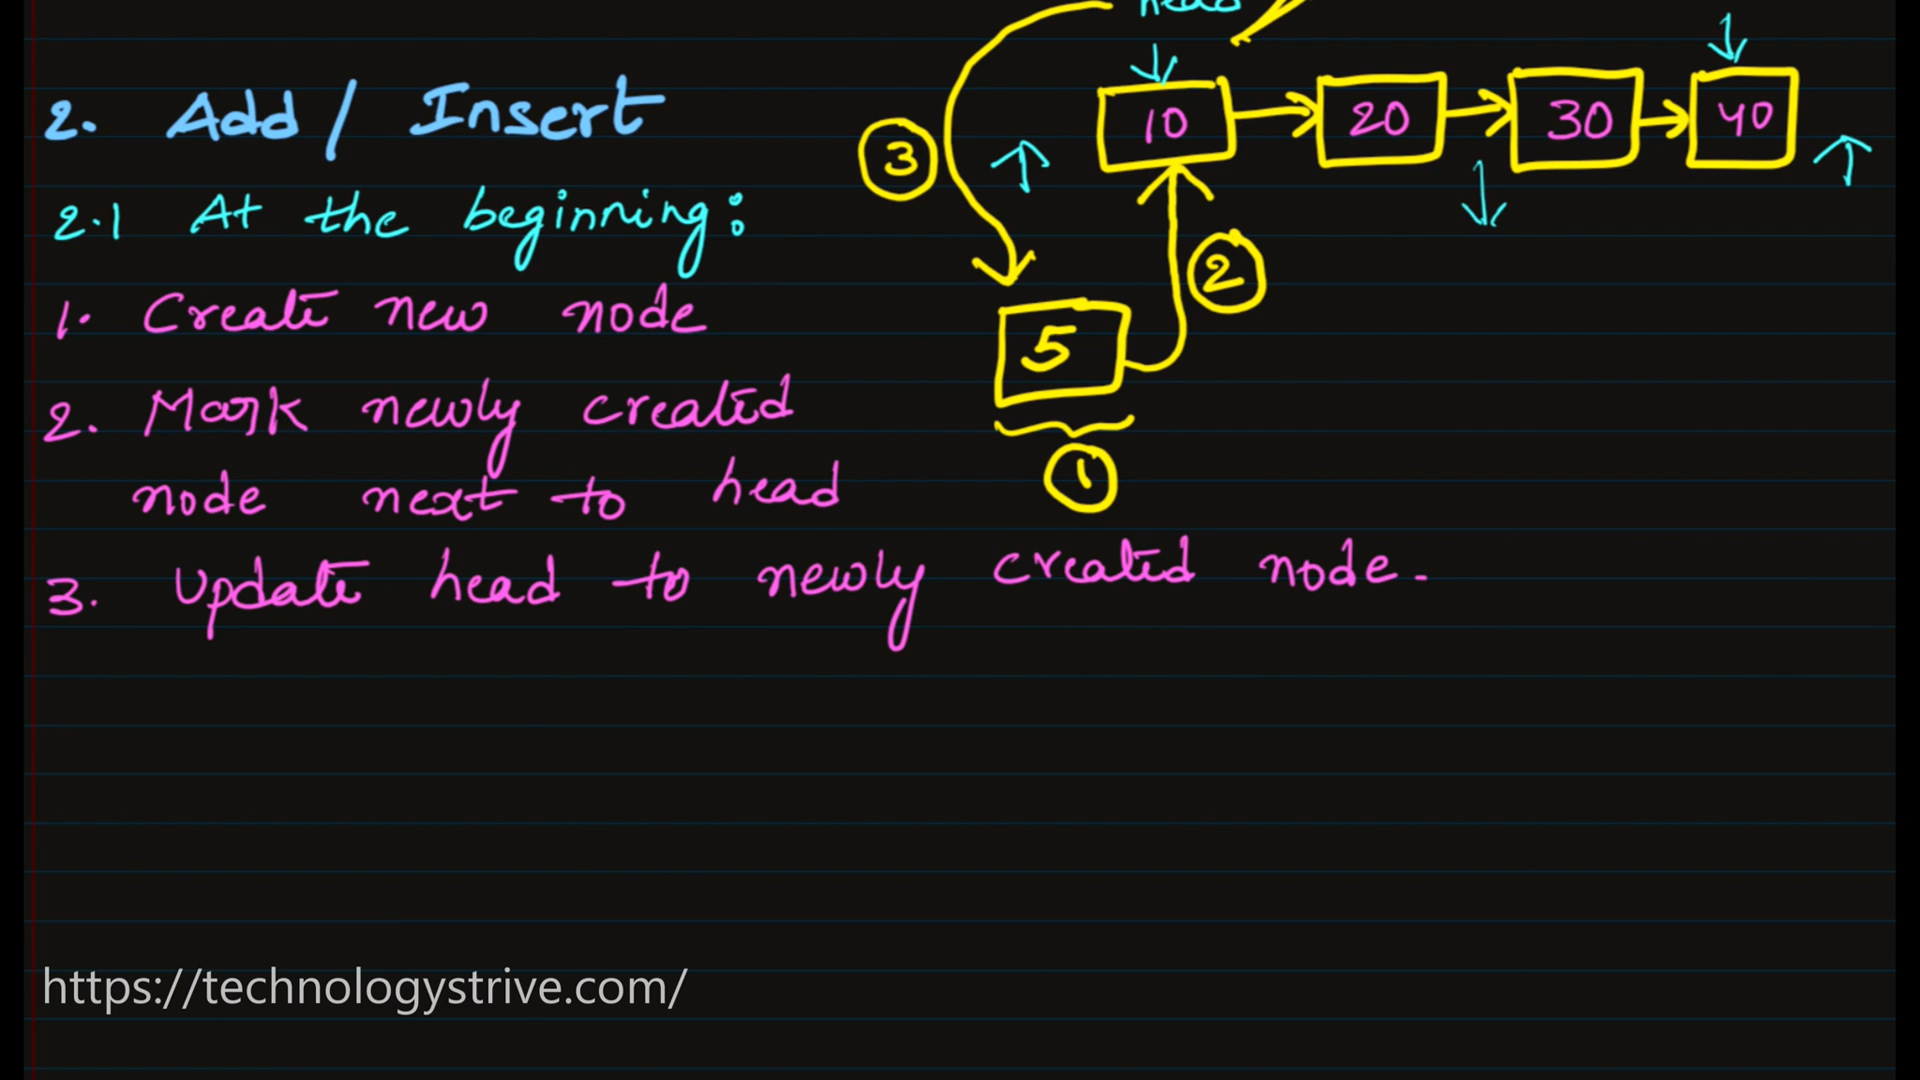 head
2. Add / Insert
10 20 30 40
3
2.1 At the beginning:
2
1. Create new node
5
2. Mark newly created
node next to head
1
3. Update head to newly created node.
https://technologystrive.com/